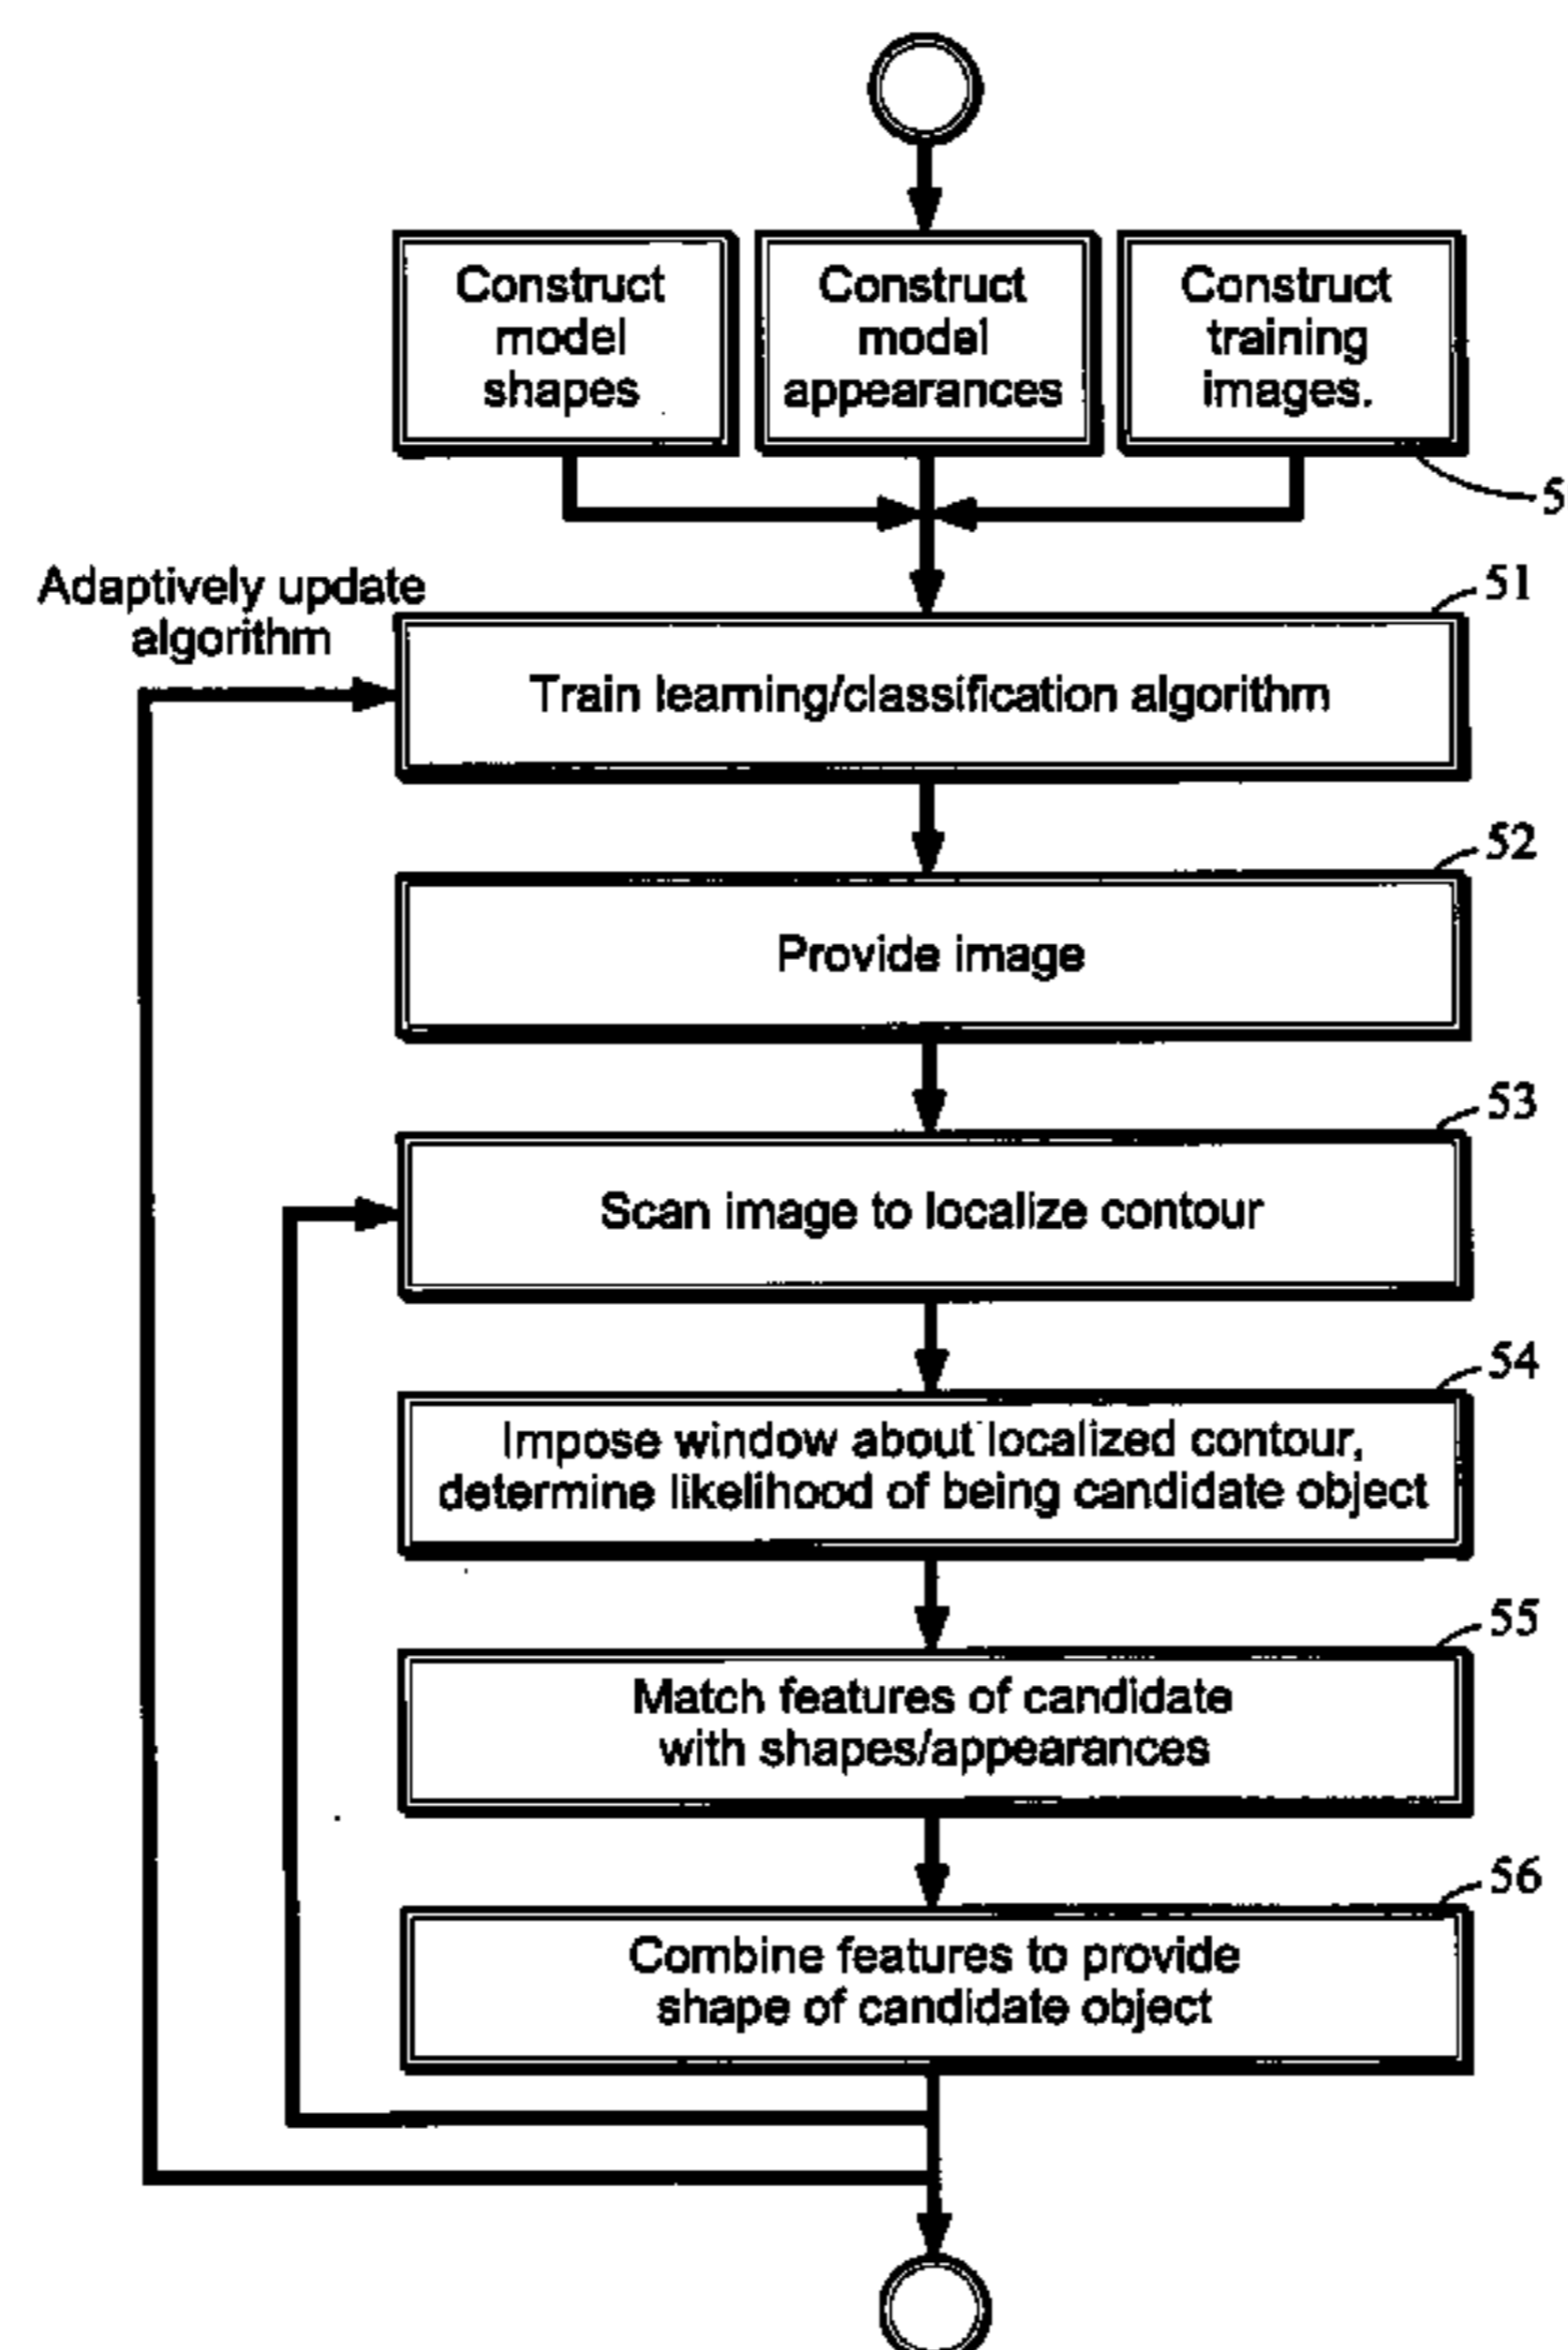 Construct
model
shapes
Construct
model
appearances
Construct
training
images.
5
Adaptively update
algorithm
51
Train learning/classification algorithm
52
Provide image
53
Scan image to localize contour
54
Impose window about localized contour,
determine likelihood of being candidate object
55
Match features of candidate
with shapes/appearances
56
Combine features to provide
shape of candidate object